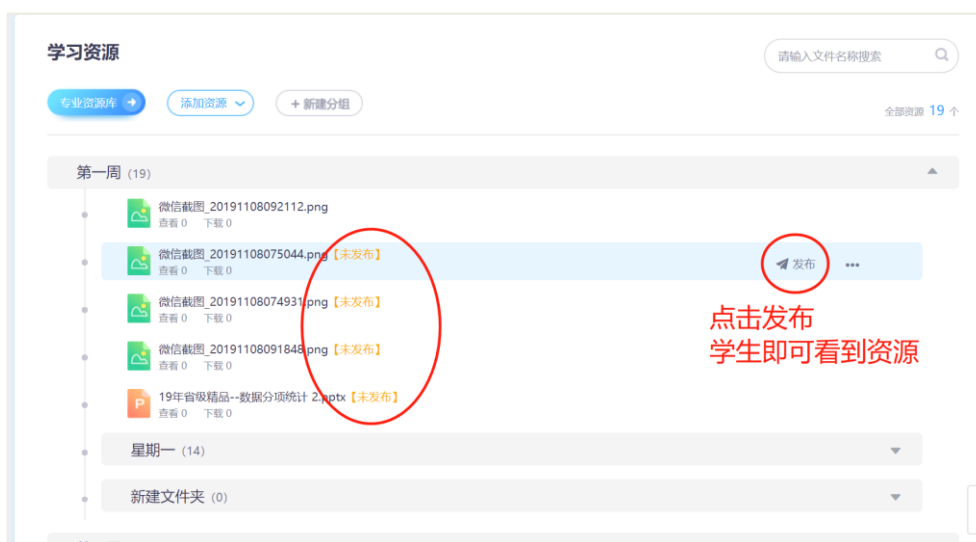 学习资源
请输入文件名称搜索
专业资源库
添加资源
+ 新建分组
全部资源 19 个
第一周 (19)
微信截图_20191108092112.png
查看 0 下载 0
微信截图_20191108075044.png【未发布】
查看 0 下载 0
发布
微信截图_20191108074931.png【未发布】
查看 0 下载 0
点击发布
学生即可看到资源
微信截图_20191108091848.png【未发布】
查看 0 下载 0
P
19年省级精品--数据分项统计 2.pptx【未发布】
查看 0 下载 0
星期一 (14)
新建文件夹 (0)